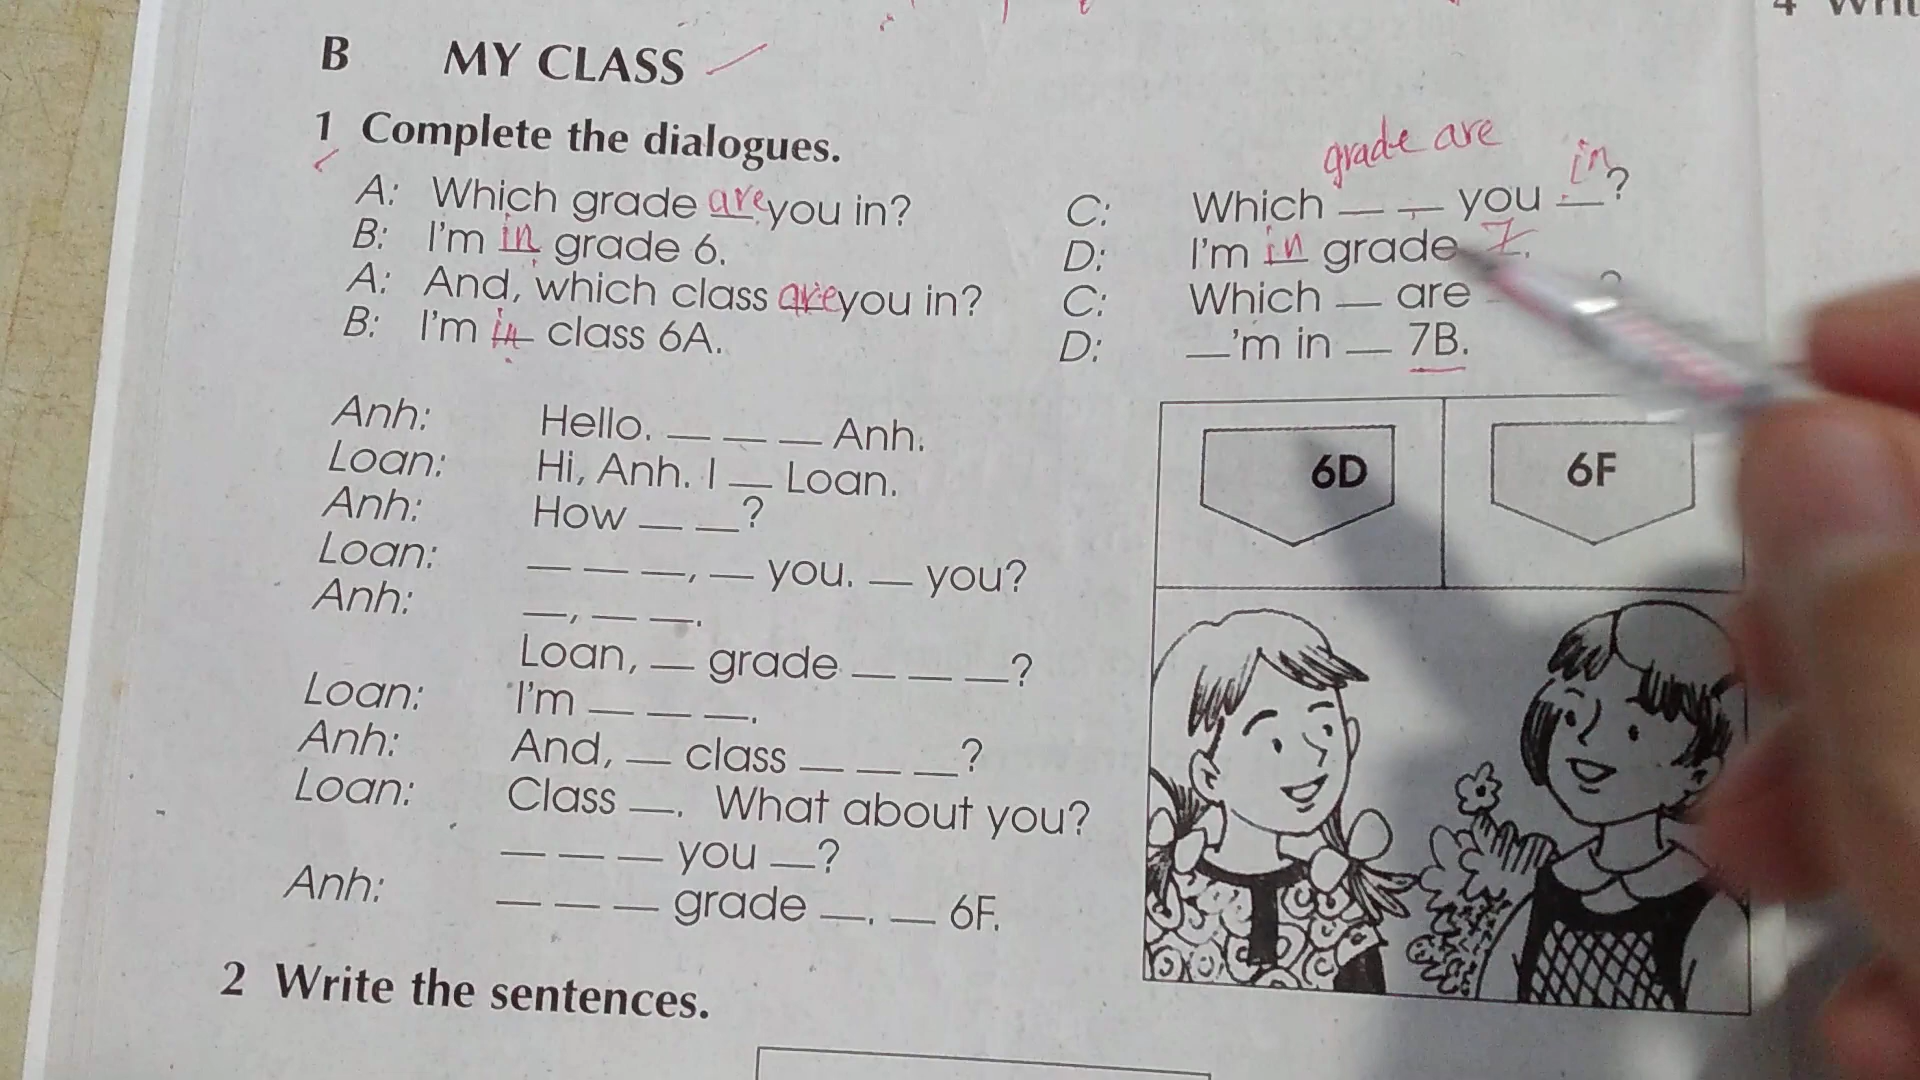 4 Writ
B MY CLASS
1 Complete the dialogues.
A: Which grade are you in?
B: I'm in grade 6.
A: And, which class are you in?
B: I'm in class 6A.
grade are in
C: Which _ _ you _?
D: I'm in grade 7.
C: Which _ are _ ?
D: _'m in _ 7B.
Anh: Hello. _ _ _ Anh.
Loan: Hi, Anh. I _ Loan.
Anh: How _ _?
Loan: _ _ _, _ you. _ you?
Anh: _, _ _.
Loan, _ grade _ _ _?
Loan: I'm _ _ _.
Anh: And, _ class _ _ _?
Loan: Class _. What about you?
_ _ _ you _?
Anh: _ _ _ grade _. _ 6F.
6D 6F
2 Write the sentences.